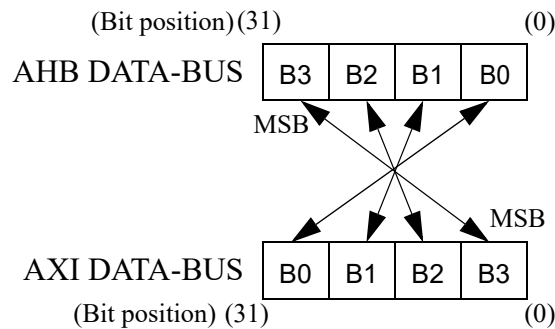 (Bit position) (31) (0)
AHB DATA-BUS B3 B2 B1 B0
MSB
MSB
AXI DATA-BUS B0 B1 B2 B3
(Bit position) (31) (0)